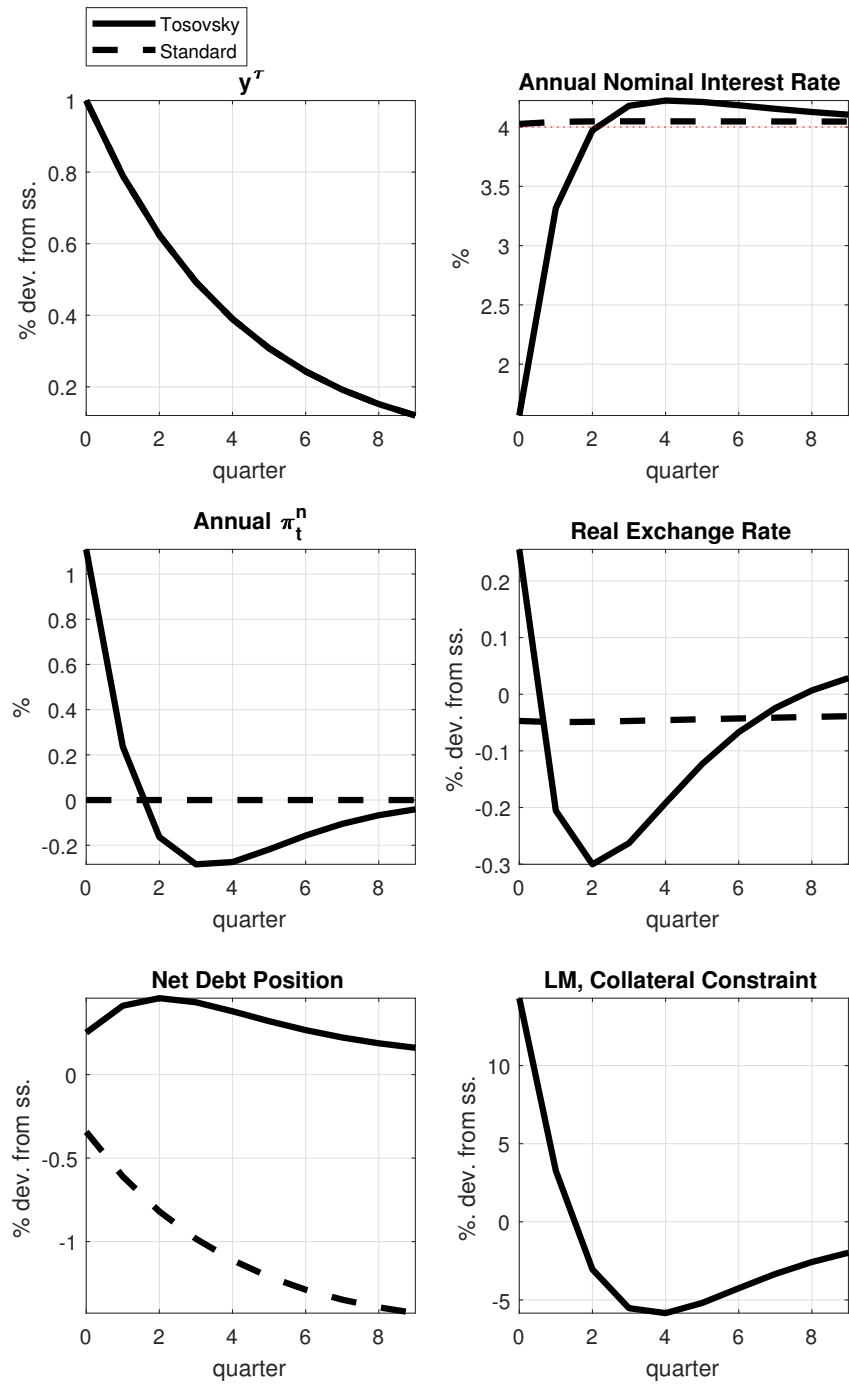 Tosovsky
Standard
y^τ
% dev. from ss.
1
0.8
0.6
0.4
0.2
0 2 4 6 8
quarter
Annual Nominal Interest Rate
%
4
3.5
3
2.5
2
0 2 4 6 8
quarter
Annual π_t^n
%
1
0.8
0.6
0.4
0.2
0
-0.2
0 2 4 6 8
quarter
Real Exchange Rate
%. dev. from ss.
0.2
0.1
0
-0.1
-0.2
-0.3
0 2 4 6 8
quarter
Net Debt Position
% dev. from ss.
0
-0.5
-1
0 2 4 6 8
quarter
LM, Collateral Constraint
%. dev. from ss.
10
5
0
-5
0 2 4 6 8
quarter